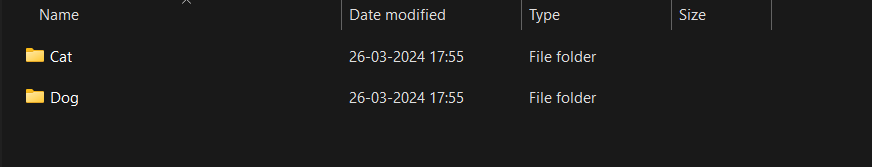 Name Date modified Type Size
Cat 26-03-2024 17:55 File folder
Dog 26-03-2024 17:55 File folder